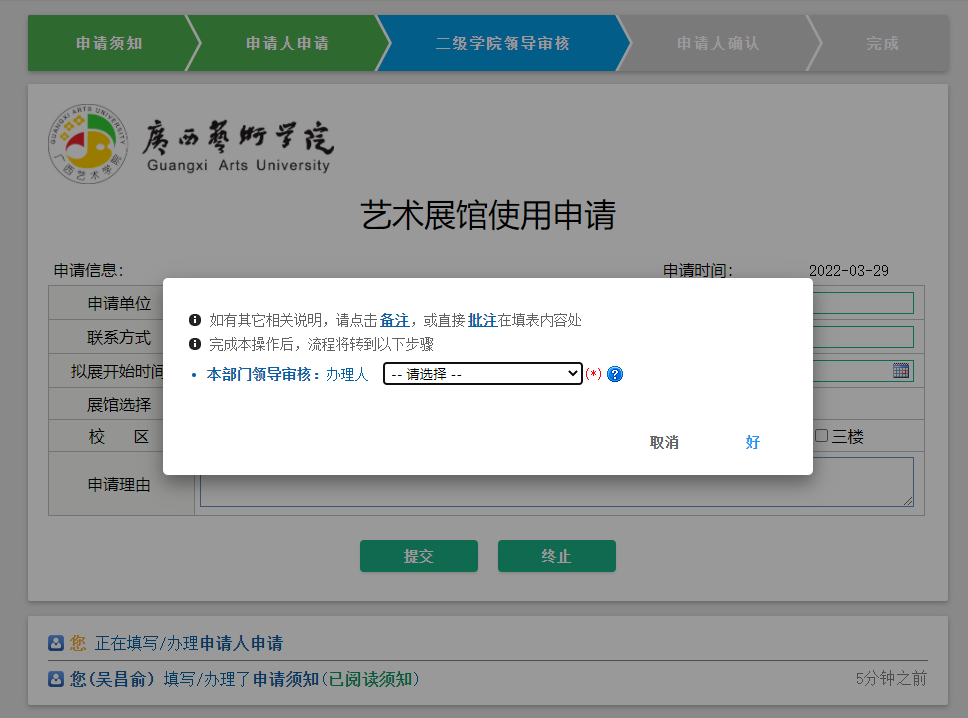 申请须知 申请人申请 二级学院领导审核 申请人确认 完成
GUANGXI ARTS UNIVERSITY
广西艺术学院
廣西藝術学院
Guangxi Arts University
艺术展馆使用申请
申请信息： 申请时间： 2022-03-29
申请单位
联系方式
拟展开始时间
展馆选择
校 区 三楼
申请理由
如有其它相关说明，请点击备注，或直接批注在填表内容处
完成本操作后，流程将转到以下步骤
• 本部门领导审核：办理人 -- 请选择 -- (*) ?
取消 好
提交 终止
您 正在填写/办理申请人申请
您(吴昌俞) 填写/办理了申请须知(已阅读须知) 5分钟之前